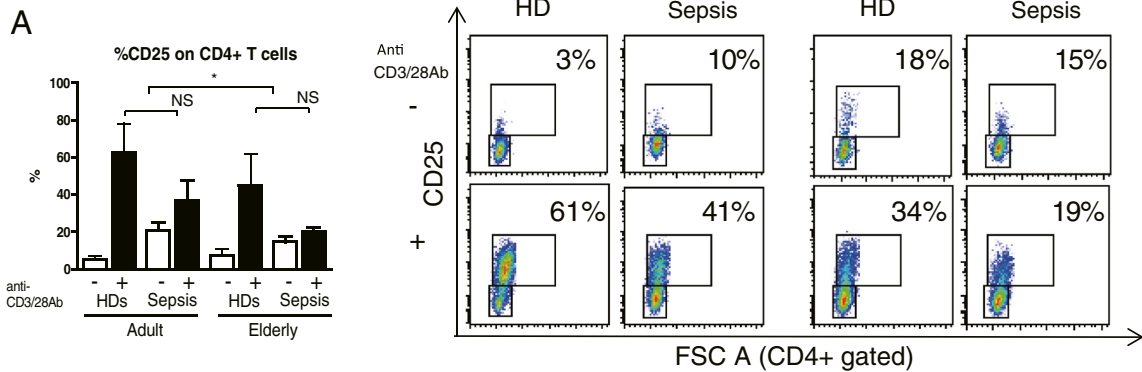 A
%CD25 on CD4+ T cells
*
NS
NS
100
80
60
40
20
0
%
anti-
CD3/28Ab
- + - + - + - +
HDs Sepsis HDs Sepsis
Adult Elderly
HD Sepsis HD Sepsis
Anti
CD3/28Ab
-
3% 10% 18% 15%
CD25
+
61% 41% 34% 19%
FSC A (CD4+ gated)